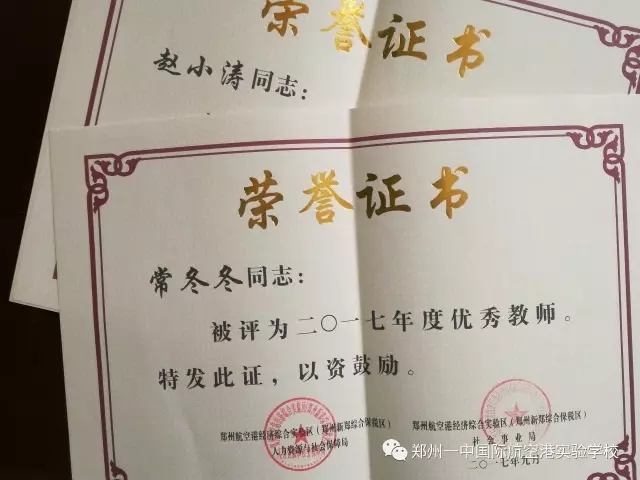 荣誉证书
赵小涛同志：
荣誉证书
常冬冬同志：
被评为二〇一七年度优秀教师。
特发此证，以资鼓励。
郑州航空港经济综合实验区（郑州新郑综合保税区）
人力资源与社会保障局
郑州航空港经济综合实验区（郑州新郑综合保税区）
社会事业局
二〇一七年九月
郑州一中国际航空港实验学校